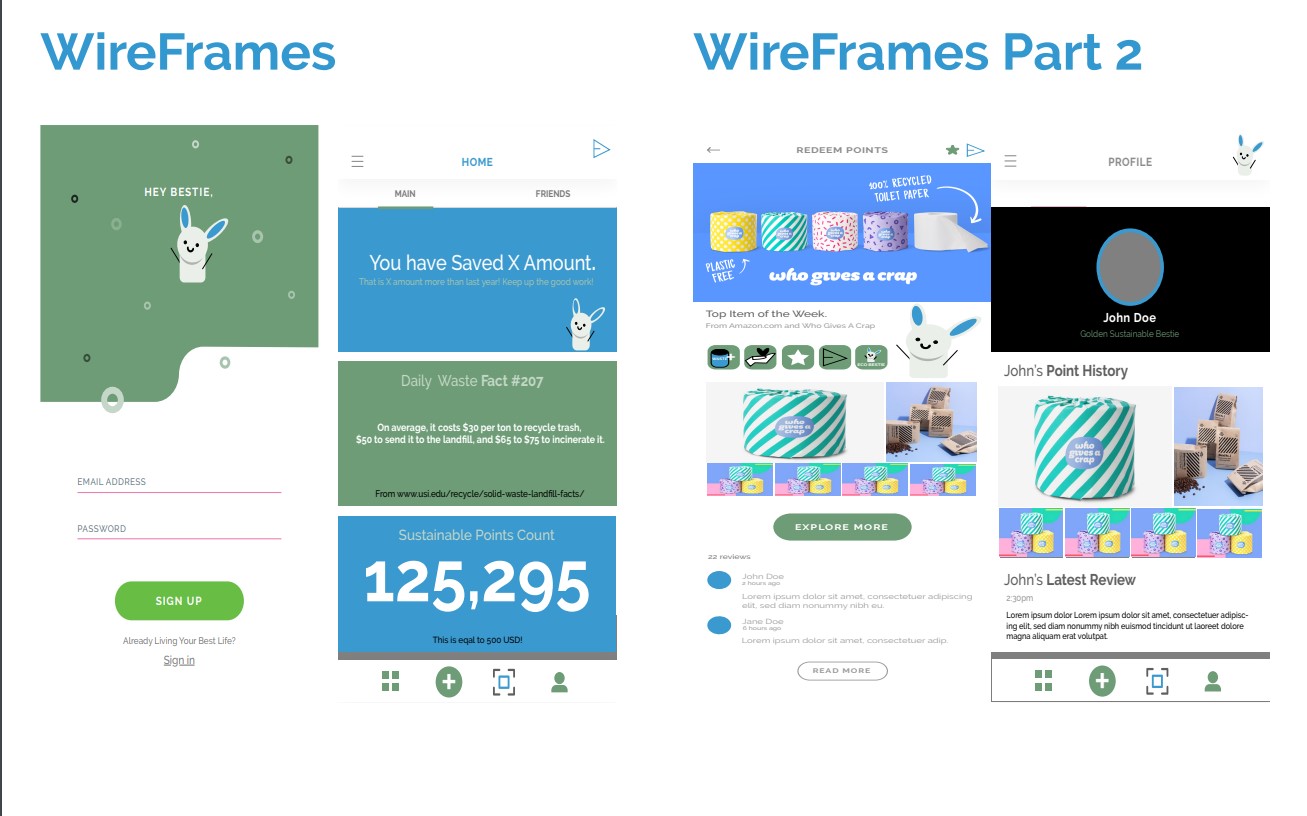 WireFrames
HEY BESTIE,
EMAIL ADDRESS
PASSWORD
SIGN UP
Already Living Your Best Life?
Sign in
HOME
MAIN
FRIENDS
You have Saved X Amount.
That is X amount more than last year! Keep up the good work!
Daily Waste Fact #207
On average, it costs $30 per ton to recycle trash,
$50 to send it to the landfill, and $65 to $75 to incinerate it.
From www.usi.edu/recycle/solid-waste-landfill-facts/
Sustainable Points Count
125,295
This is eqal to 500 USD!
WireFrames Part 2
REDEEM POINTS
100% RECYCLED
TOILET PAPER
PLASTIC
FREE
who gives a crap
Top Item of the Week.
From Amazon.com and Who Gives A Crap
who
gives a
crap
EXPLORE MORE
22 reviews
John Doe
2 hours ago
Lorem ipsum dolor sit amet, consectetuer adipiscing
elit, sed diam nonummy nibh eu.
Jane Doe
6 hours ago
Lorem ipsum dolor sit amet, consectetuer adip.
READ MORE
PROFILE
John Doe
Golden Sustainable Bestie
John's Point History
who
gives a
crap
John's Latest Review
2:30pm
Lorem ipsum dolor Lorem ipsum dolor sit amet, consectetuer adipisc-
ing elit, sed diam nonummy nibh euismod tincidunt ut laoreet dolore
magna aliquam erat volutpat.